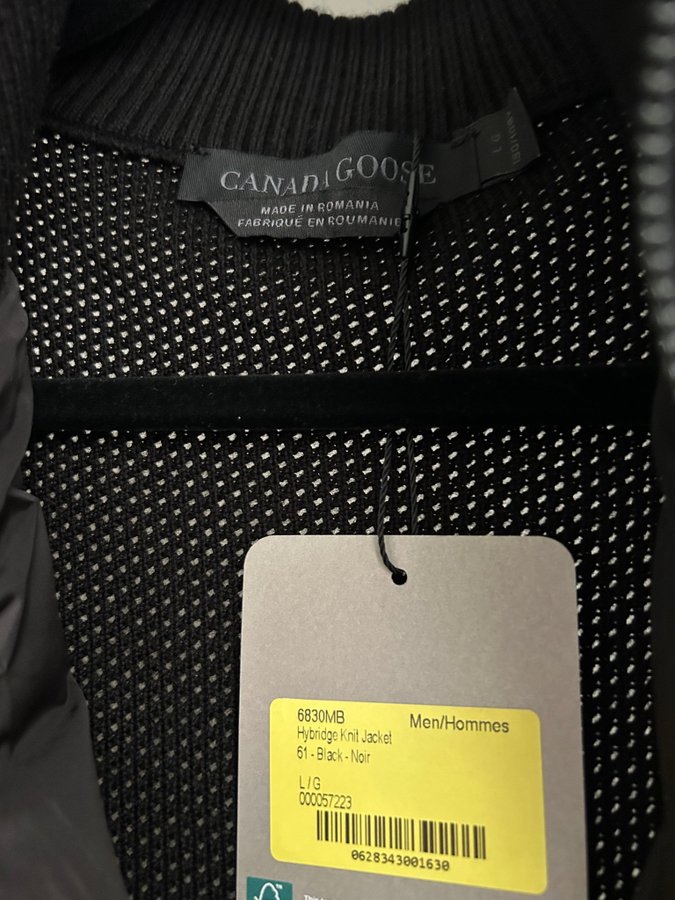 CANADA GOOSE
L G
MADE IN ROMANIA
FABRIQUÉ EN ROUMANIE
6830MB Men/Hommes
Hybridge Knit Jacket
61 - Black - Noir
L / G
000057223
0628343001630